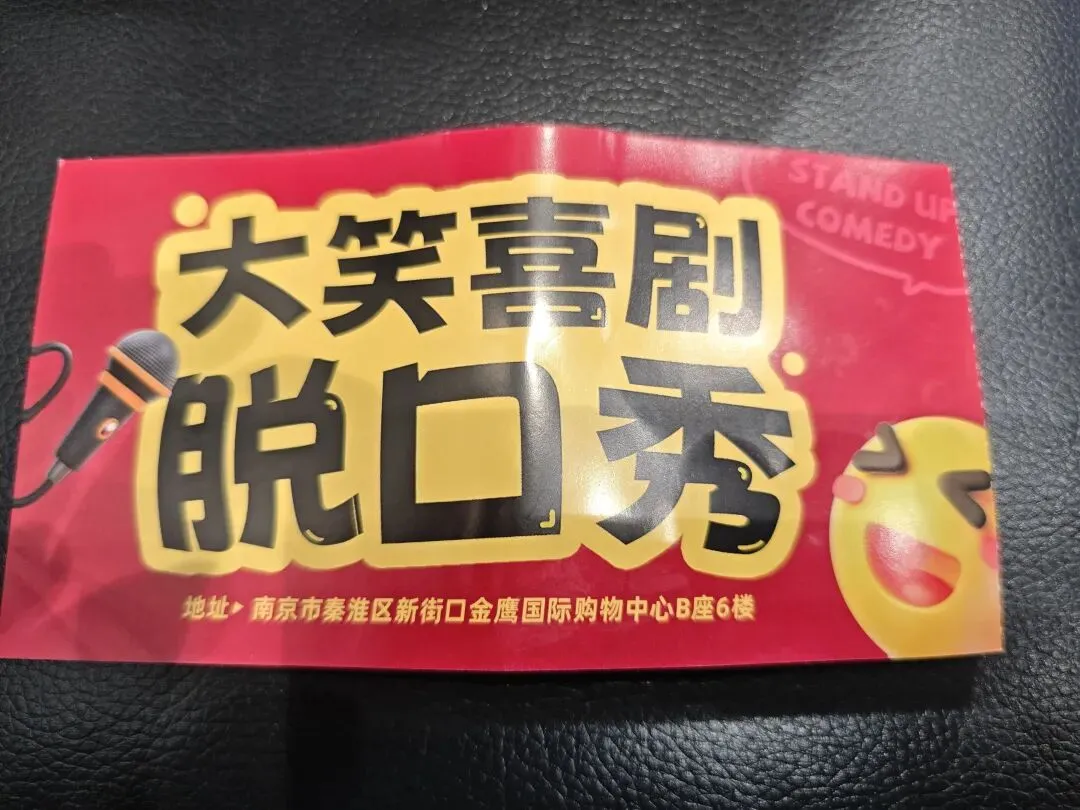 STAND UP
COMEDY
大笑喜剧
脱口秀
地址▶南京市秦淮区新街口金鹰国际购物中心B座6楼